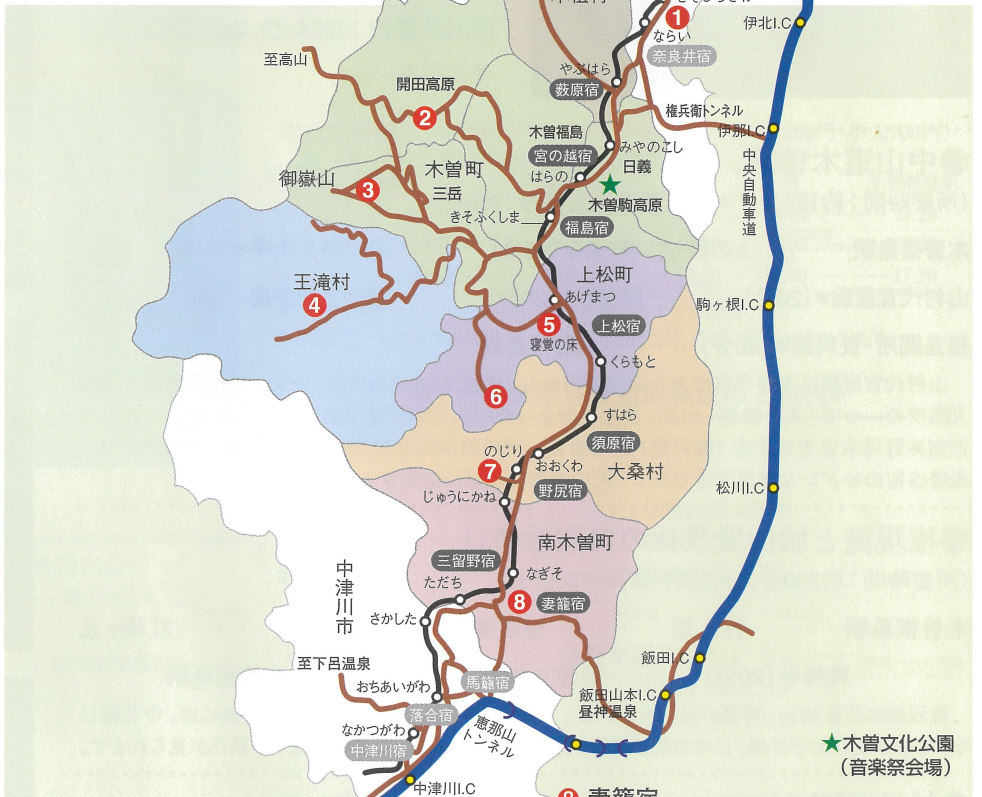 木祖村
1
ならい
奈良井宿
伊北I.C
至高山
開田高原
2
やぶはら
藪原宿
権兵衛トンネル
伊那I.C
木曽福島
宮の越宿
みやのこし
日義
はらの
木曽町
御嶽山
3
三岳
木曽駒高原
きそふくしま
福島宿
中央自動車道
王滝村
4
上松町
あげまつ
5
上松宿
寝覚の床
駒ヶ根I.C
くらもと
6
すはら
須原宿
のじり
おおくわ
大桑村
7
野尻宿
じゅうにかね
松川I.C
南木曽町
三留野宿
なぎそ
ただち
8
妻籠宿
中津川市
さかした
至下呂温泉
飯田I.C
おちあいがわ
馬籠宿
飯田山本I.C
昼神温泉
落合宿
恵那山
トンネル
なかつがわ
中津川宿
中津川I.C
★木曽文化公園
（音楽祭会場）